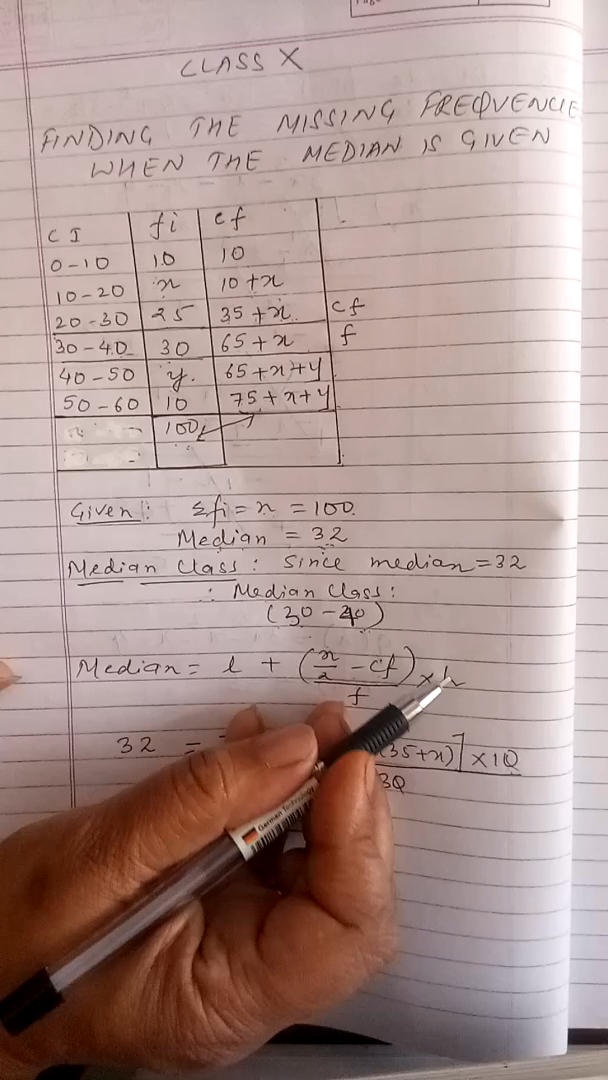 CLASS X
FINDING THE MISSING FREQUENCIE
WHEN THE MEDIAN IS GIVEN
CI fi cf
0-10 10 10
10-20 x 10+x
20-30 25 35+x cf
30-40 30 65+x f
40-50 y. 65+x+y
50-60 10 75+x+y
100
Given: Σfi = n = 100.
Median = 32
Median Class: Since median = 32
∴ Median Class:
(30-40)
Median = l + (n/2 - cf)/f × h
32 = (35+x)] × 10
30
German Technology